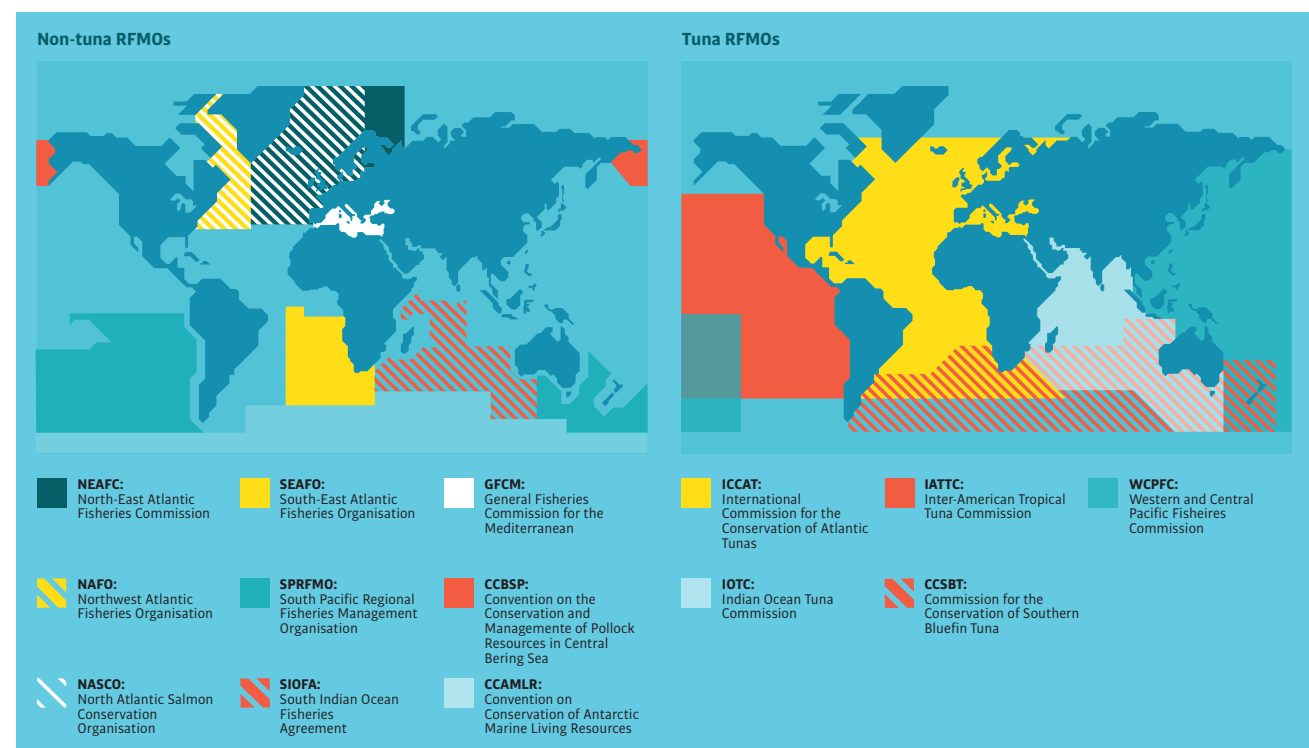 Non-tuna RFMOs
NEAFC:
North-East Atlantic
Fisheries Commission
SEAFO:
South-East Atlantic
Fisheries Organisation
GFCM:
General Fisheries
Commission for the
Mediterranean
NAFO:
Northwest Atlantic
Fisheries Organisation
SPRFMO:
South Pacific Regional
Fisheries Management
Organisation
CCBSP:
Convention on the
Conservation and
Managemente of Pollock
Resources in Central
Bering Sea
NASCO:
North Atlantic Salmon
Conservation
Organisation
SIOFA:
South Indian Ocean
Fisheries
Agreement
CCAMLR:
Convention on
Conservation of Antarctic
Marine Living Resources
Tuna RFMOs
ICCAT:
International
Commission for the
Conservation of Atlantic
Tunas
IATTC:
Inter-American Tropical
Tuna Commission
WCPFC:
Western and Central
Pacific Fisheires
Commission
IOTC:
Indian Ocean Tuna
Commission
CCSBT:
Commission for the
Conservation of Southern
Bluefin Tuna